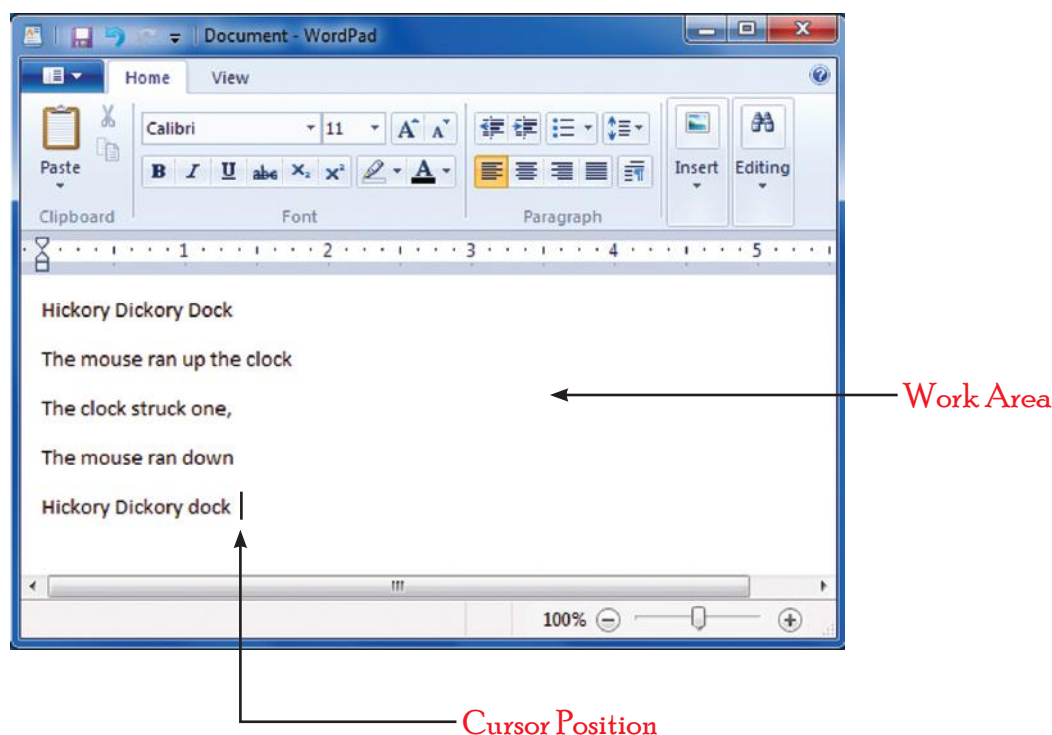 Document - WordPad
Home View
Calibri 11 A A
Paste B I U abc X₂ X² A Insert Editing
Clipboard Font Paragraph
1 2 3 4 5
Hickory Dickory Dock
The mouse ran up the clock
Work Area
The clock struck one,
The mouse ran down
Hickory Dickory dock
100%
Cursor Position